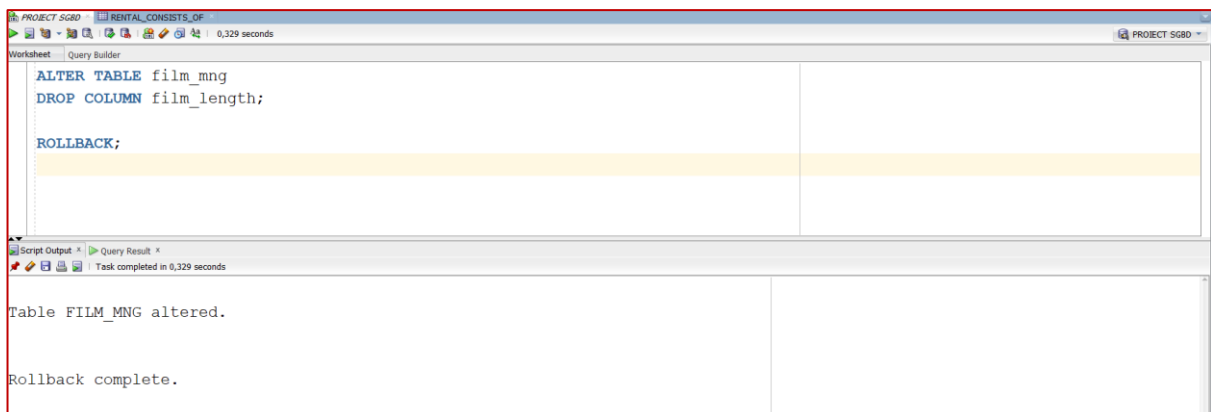 PROJECT SGBD RENTAL_CONSISTS_OF
0,329 seconds PROJECT SGBD
Worksheet Query Builder
ALTER TABLE film_mng
DROP COLUMN film_length;
ROLLBACK;
Script Output x Query Result x
Task completed in 0,329 seconds
Table FILM_MNG altered.
Rollback complete.